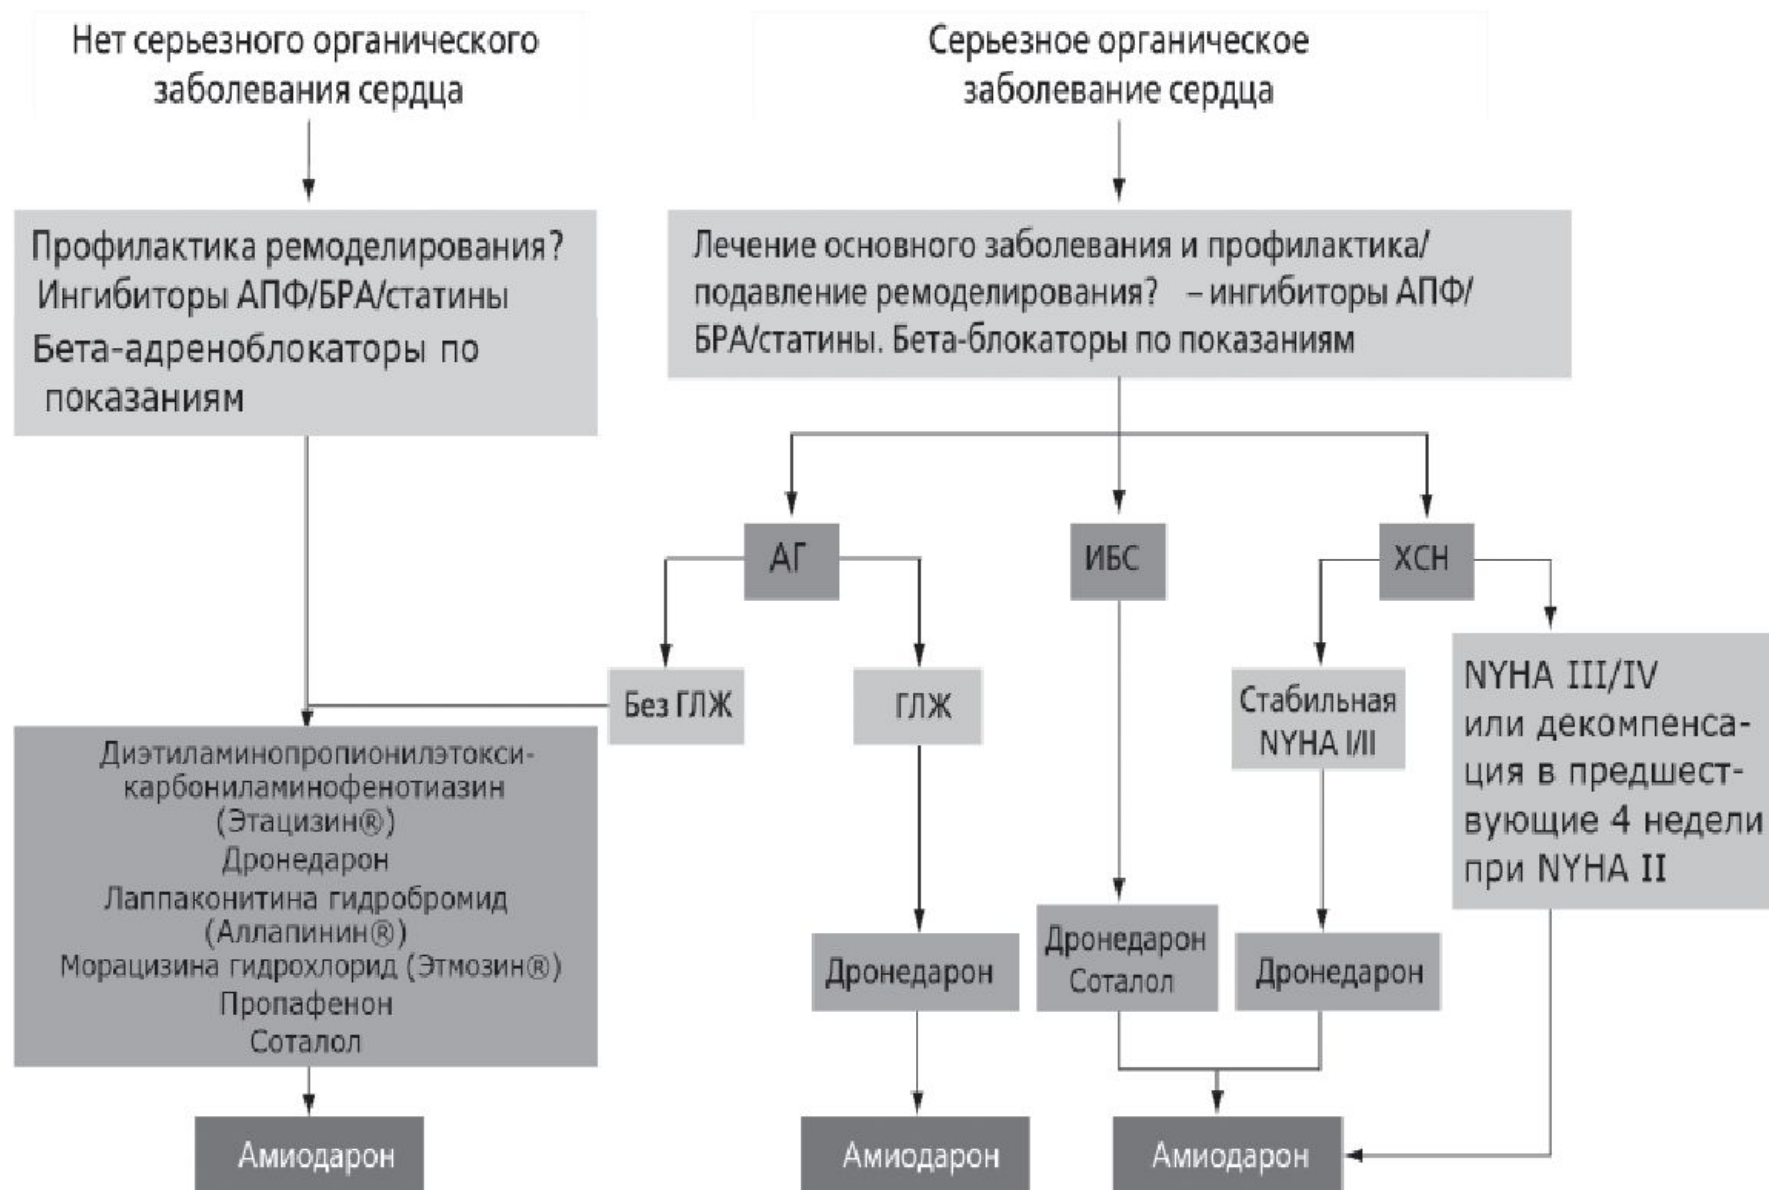 Нет серьезного органического
заболевания сердца
Серьезное органическое
заболевание сердца
Профилактика ремоделирования?
Ингибиторы АПФ/БРА/статины
Бета-адреноблокаторы по
показаниям
Лечение основного заболевания и профилактика/
подавление ремоделирования? – ингибиторы АПФ/
БРА/статины. Бета-блокаторы по показаниям
АГ
ИБС
ХСН
Без ГЛЖ
ГЛЖ
Стабильная
NYHA I/II
NYHA III/IV
или декомпенса-
ция в предшест-
вующие 4 недели
при NYHA II
Диэтиламинопропионилэтокси-
карбониламинофенотиазин
(Этацизин®)
Дронедарон
Лаппаконитина гидробромид
(Аллапинин®)
Морацизина гидрохлорид (Этмозин®)
Пропафенон
Соталол
Дронедарон
Дронедарон
Соталол
Дронедарон
Амиодарон
Амиодарон
Амиодарон